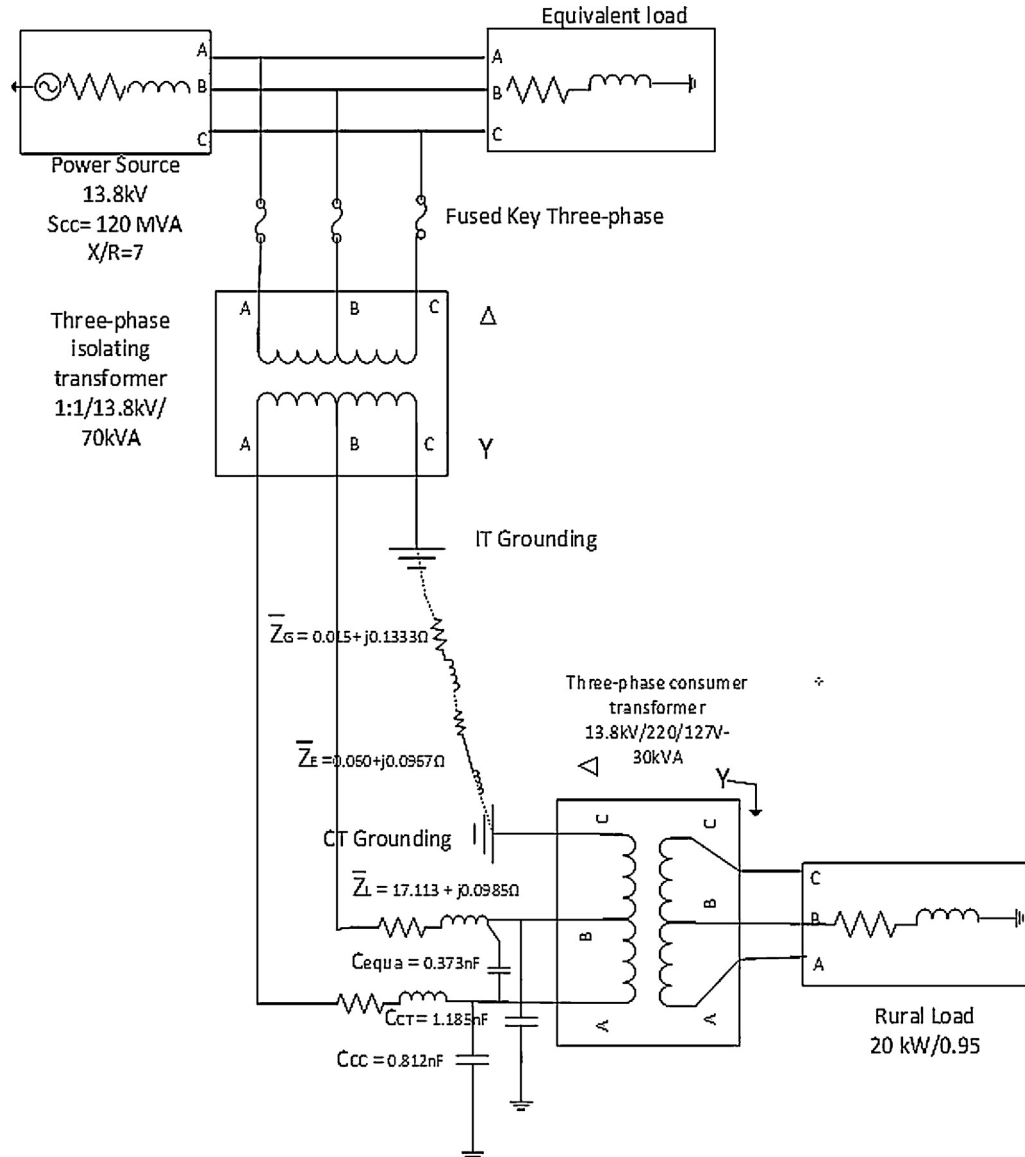 Equivalent load
A
B
C
A
B
C
Power Source
13.8kV
Scc= 120 MVA
X/R=7
Fused Key Three-phase
A
B
C
Δ
Three-phase
isolating
transformer
1:1/13.8kV/
70kVA
A
B
C
Y
IT Grounding
Z̅G = 0.015+ j0.1333Ω
Three-phase consumer
transformer
13.8kV/220/127V-
30kVA
Z̅E =0.050+j0.0957Ω
Δ
Y
CT Grounding
C
C
Z̅L = 17.113 + j0.0985Ω
B
B
C
B
A
Cequa = 0.373nF
CCT = 1.185nF
A
A
CCC = 0.812nF
Rural Load
20 kW/0.95